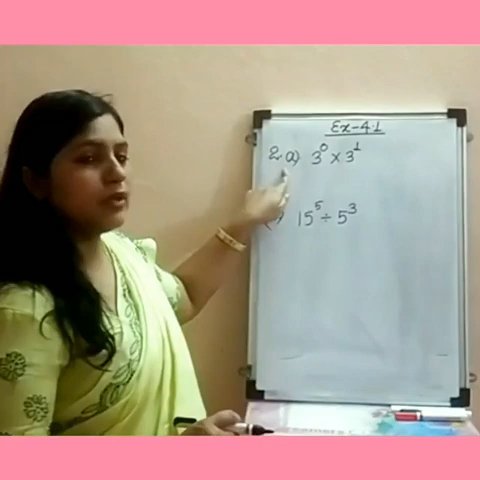 Ex-4.1
2. a) 3⁰ × 3¹
) 15⁵ ÷ 5³